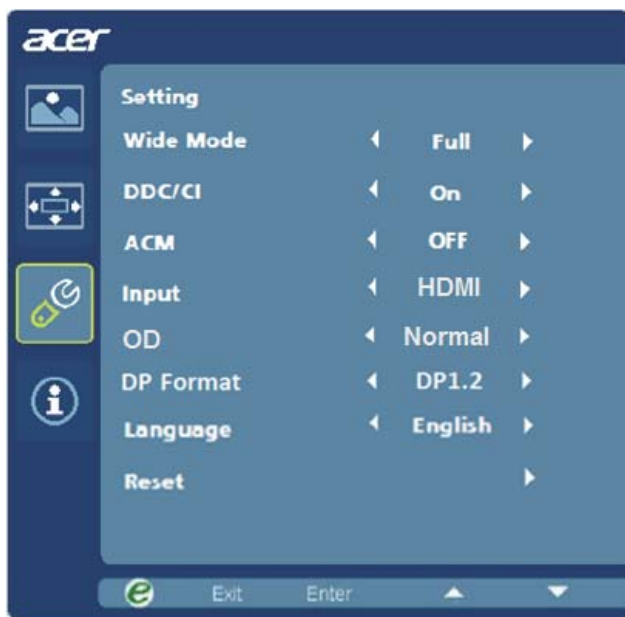 acer
Setting
Wide Mode Full
DDC/CI On
ACM OFF
Input HDMI
OD Normal
DP Format DP1.2
Language English
Reset
e Exit Enter